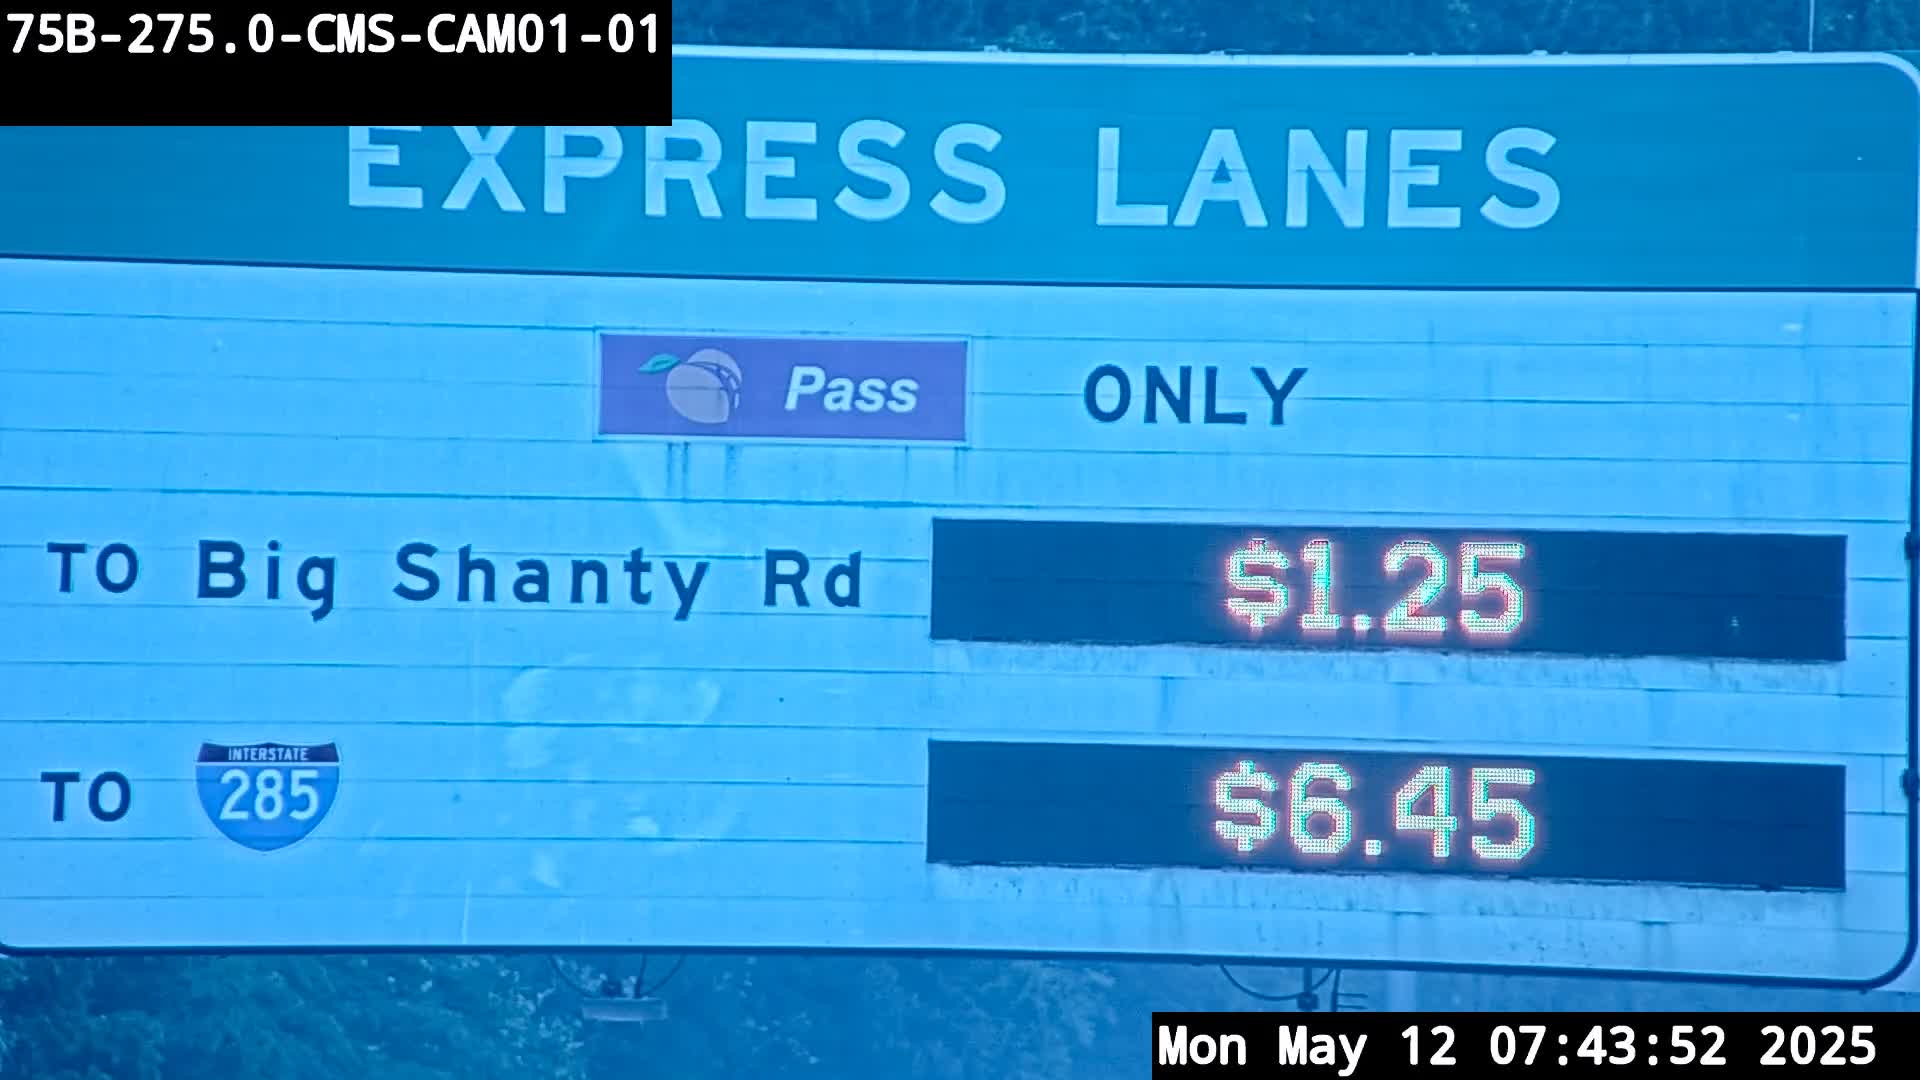 75B-275.0-CMS-CAM01-01
EXPRESS LANES
Pass ONLY
TO Big Shanty Rd $1.25
INTERSTATE
TO 285 $6.45
Mon May 12 07:43:52 2025